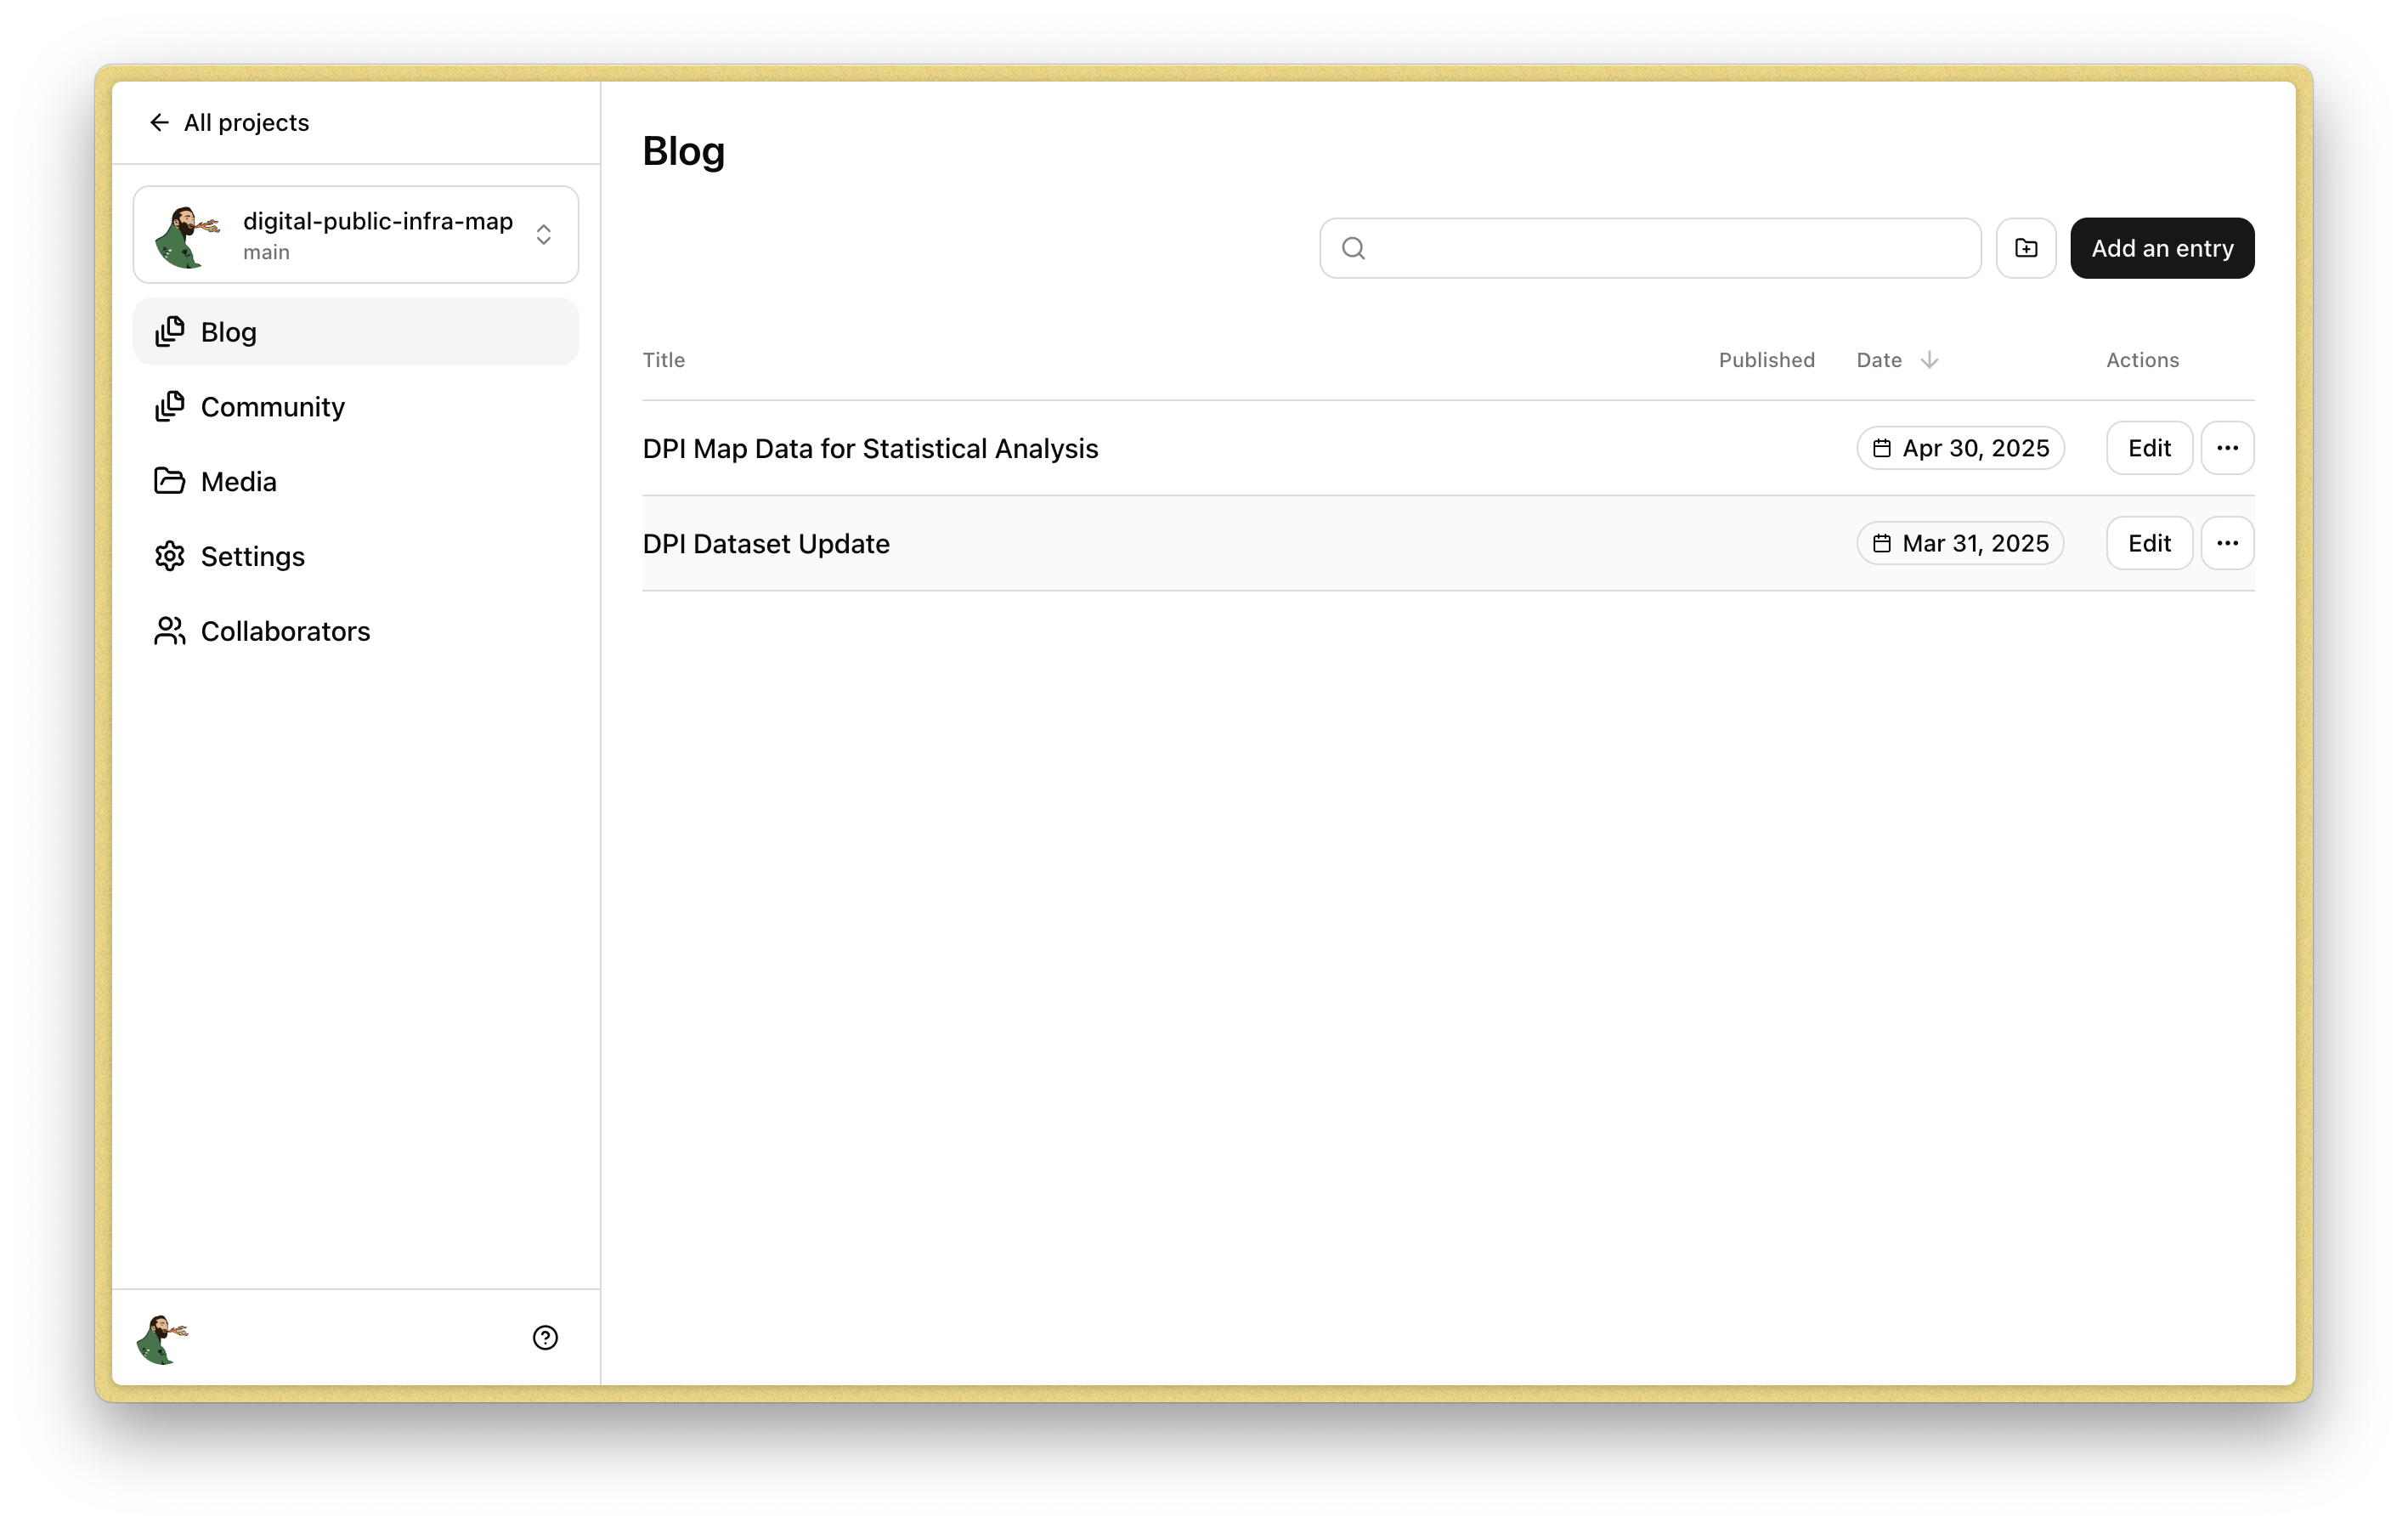 All projects
digital-public-infra-map
main
Blog
Community
Media
Settings
Collaborators
Blog
Add an entry
Title Published Date Actions
DPI Map Data for Statistical Analysis Apr 30, 2025 Edit
DPI Dataset Update Mar 31, 2025 Edit